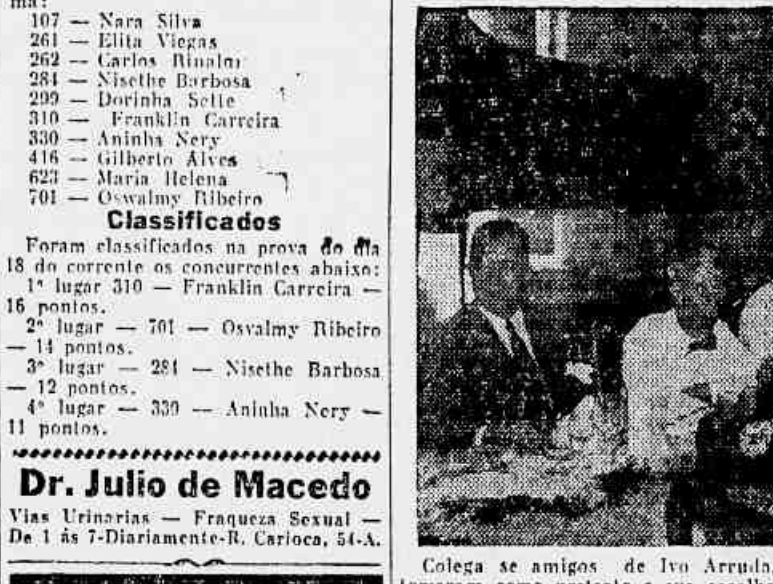 ma:
107 — Nara Silva
261 — Elita Viegas
262 — Carlos Rinaldi
284 — Nisethe Barbosa
299 — Dorinha Sette
310 — Franklin Carreira
330 — Aninha Nery
416 — Gilberto Alves
623 — Maria Helena
701 — Oswalmy Ribeiro
Classificados
Foram classificados na prova do dia
18 do corrente os concurrentes abaixo:
1º lugar 310 — Franklin Carreira —
16 pontos.
2º lugar — 701 — Osvalmy Ribeiro
— 14 pontos.
3º lugar — 284 — Nisethe Barbosa
— 12 pontos.
4º lugar — 330 — Aninha Nery —
11 pontos.
Dr. Julio de Macedo
Vias Urinarias — Fraqueza Sexual —
De 1 ás 7-Diariamente-R. Carioca, 54-A.
Colega se amigos de Ivo Arruda,